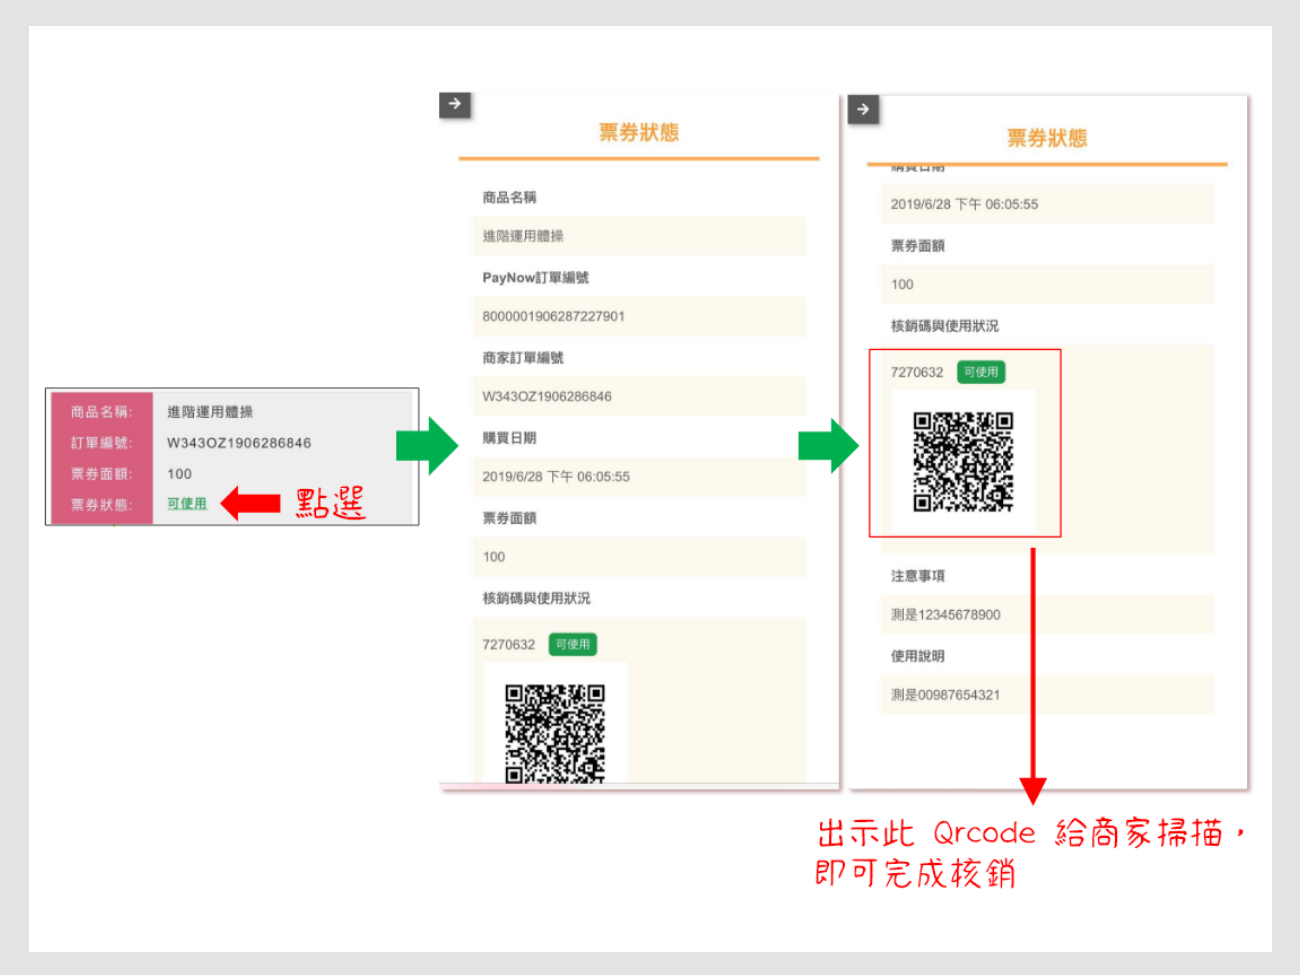 商品名稱: 進階運用體操
訂單編號: W343OZ1906286846
票券面額: 100
票券狀態: 可使用
點選
票券狀態
商品名稱
進階運用體操
PayNow訂單編號
8000001906287227901
商家訂單編號
W343OZ1906286846
購買日期
2019/6/28 下午 06:05:55
票券面額
100
核銷碼與使用狀況
7270632 可使用
票券狀態
購買日期
2019/6/28 下午 06:05:55
票券面額
100
核銷碼與使用狀況
7270632 可使用
注意事項
測是12345678900
使用說明
測是00987654321
出示此 Qrcode 給商家掃描，
即可完成核銷